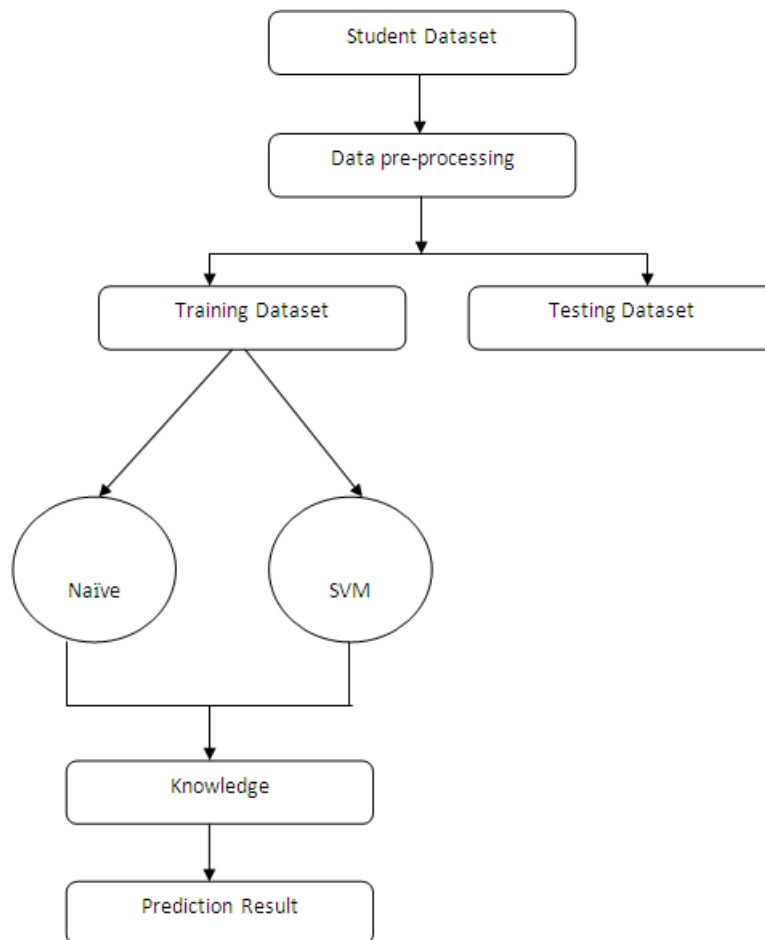 Student Dataset
Data pre-processing
Training Dataset
Testing Dataset
Naïve
SVM
Knowledge
Prediction Result